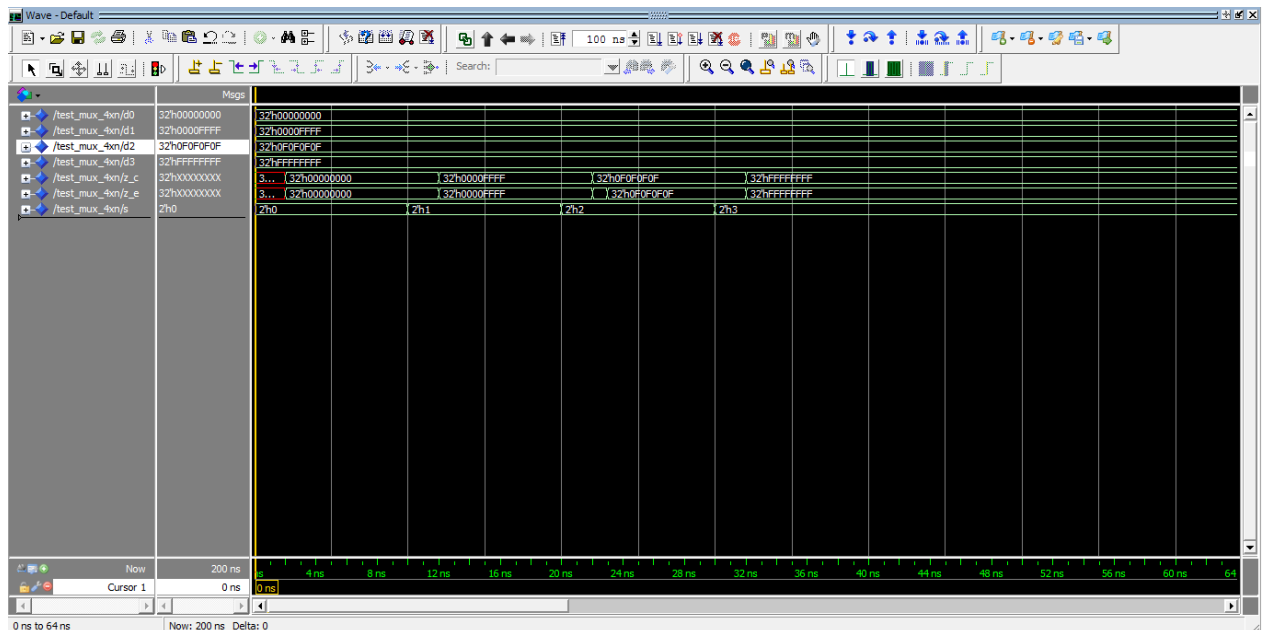 Wave - Default
100 ns
Search:
Msgs
/test_mux_4xn/d0 32'h00000000 32'h00000000
/test_mux_4xn/d1 32'h0000FFFF 32'h0000FFFF
/test_mux_4xn/d2 32'h0F0F0F0F 32'h0F0F0F0F
/test_mux_4xn/d3 32'hFFFFFFFF 32'hFFFFFFFF
/test_mux_4xn/z_c 32'hXXXXXXXX 3... 32'h00000000 32'h0000FFFF 32'h0F0F0F0F 32'hFFFFFFFF
/test_mux_4xn/z_e 32'hXXXXXXXX 3... 32'h00000000 32'h0000FFFF 32'h0F0F0F0F 32'hFFFFFFFF
/test_mux_4xn/s 2'h0 2'h0 2'h1 2'h2 2'h3
Now 200 ns ns 4 ns 8 ns 12 ns 16 ns 20 ns 24 ns 28 ns 32 ns 36 ns 40 ns 44 ns 48 ns 52 ns 56 ns 60 ns 64
Cursor 1 0 ns 0 ns
0 ns to 64 ns Now: 200 ns Delta: 0